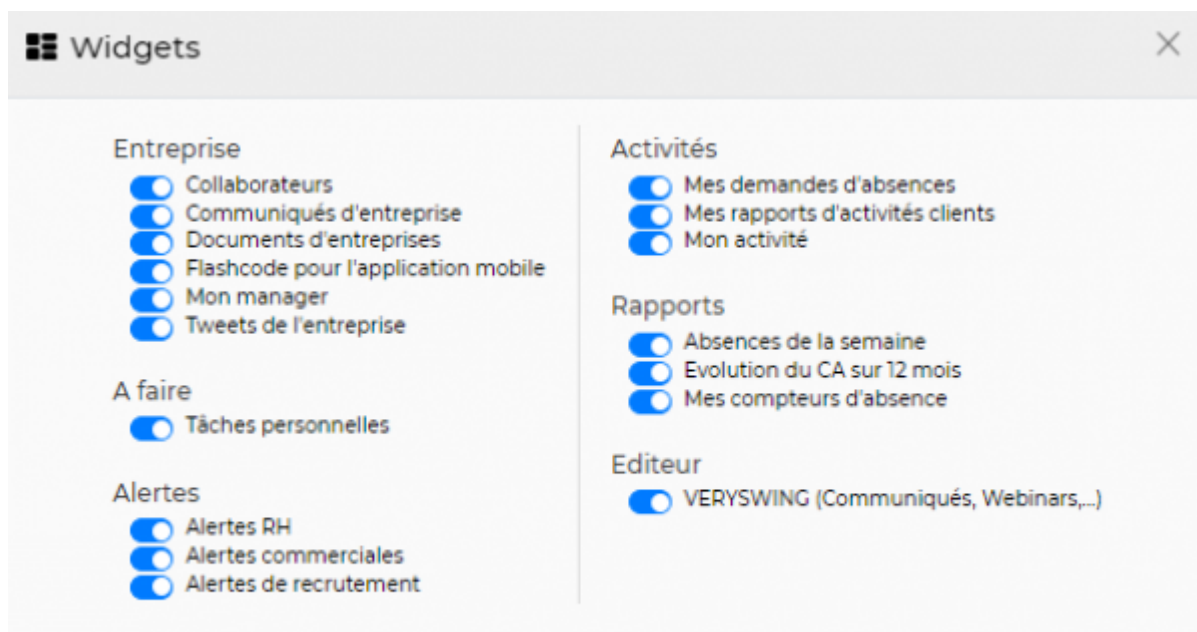 Widgets
Entreprise
Collaborateurs
Communiqués d'entreprise
Documents d'entreprises
Flashcode pour l'application mobile
Mon manager
Tweets de l'entreprise
A faire
Tâches personnelles
Alertes
Alertes RH
Alertes commerciales
Alertes de recrutement
Activités
Mes demandes d'absences
Mes rapports d'activités clients
Mon activité
Rapports
Absences de la semaine
Evolution du CA sur 12 mois
Mes compteurs d'absence
Editeur
VERYSWING (Communiqués, Webinars,...)